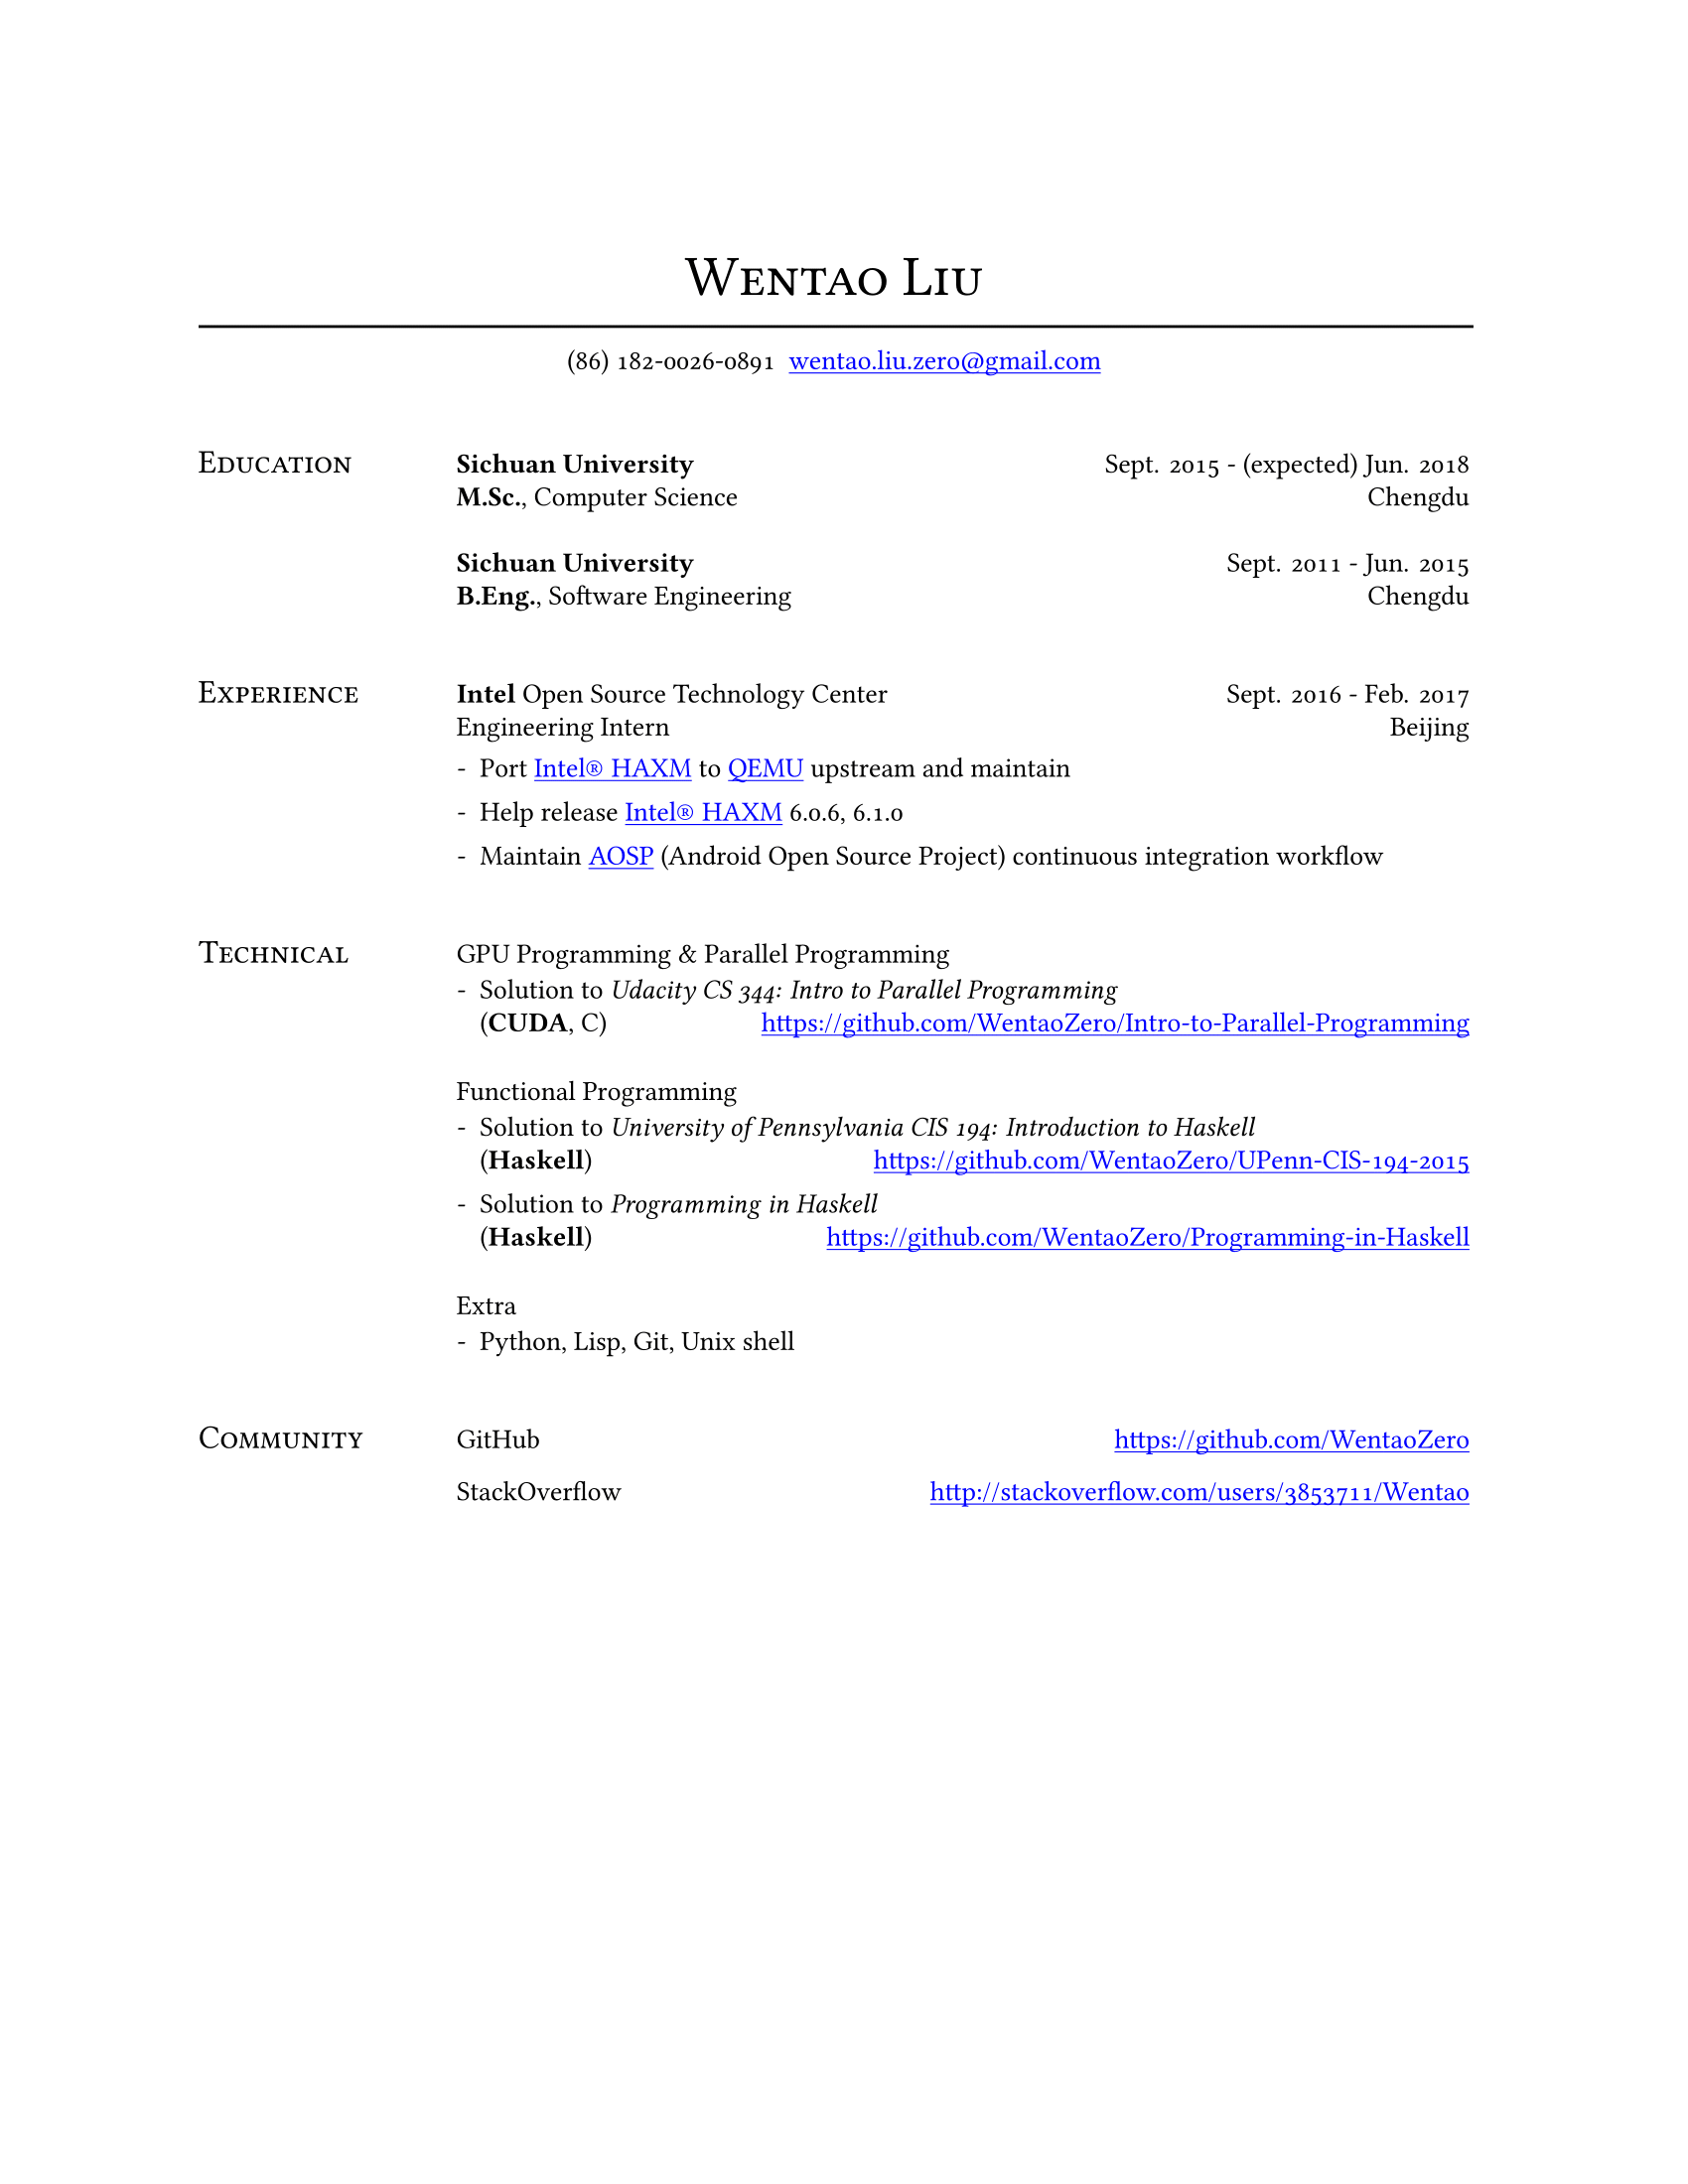 Wentao Liu
(86) 182-0026-0891 wentao.liu.zero@gmail.com
Education
Sichuan University Sept. 2015 - (expected) Jun. 2018
M.Sc., Computer Science Chengdu
Sichuan University Sept. 2011 - Jun. 2015
B.Eng., Software Engineering Chengdu
Experience
Intel Open Source Technology Center Sept. 2016 - Feb. 2017
Engineering Intern Beijing
- Port Intel® HAXM to QEMU upstream and maintain
- Help release Intel® HAXM 6.0.6, 6.1.0
- Maintain AOSP (Android Open Source Project) continuous integration workflow
Technical
GPU Programming & Parallel Programming
- Solution to Udacity CS 344: Intro to Parallel Programming
(CUDA, C) https://github.com/WentaoZero/Intro-to-Parallel-Programming
Functional Programming
- Solution to University of Pennsylvania CIS 194: Introduction to Haskell
(Haskell) https://github.com/WentaoZero/UPenn-CIS-194-2015
- Solution to Programming in Haskell
(Haskell) https://github.com/WentaoZero/Programming-in-Haskell
Extra
- Python, Lisp, Git, Unix shell
Community
GitHub https://github.com/WentaoZero
StackOverflow http://stackoverflow.com/users/3853711/Wentao